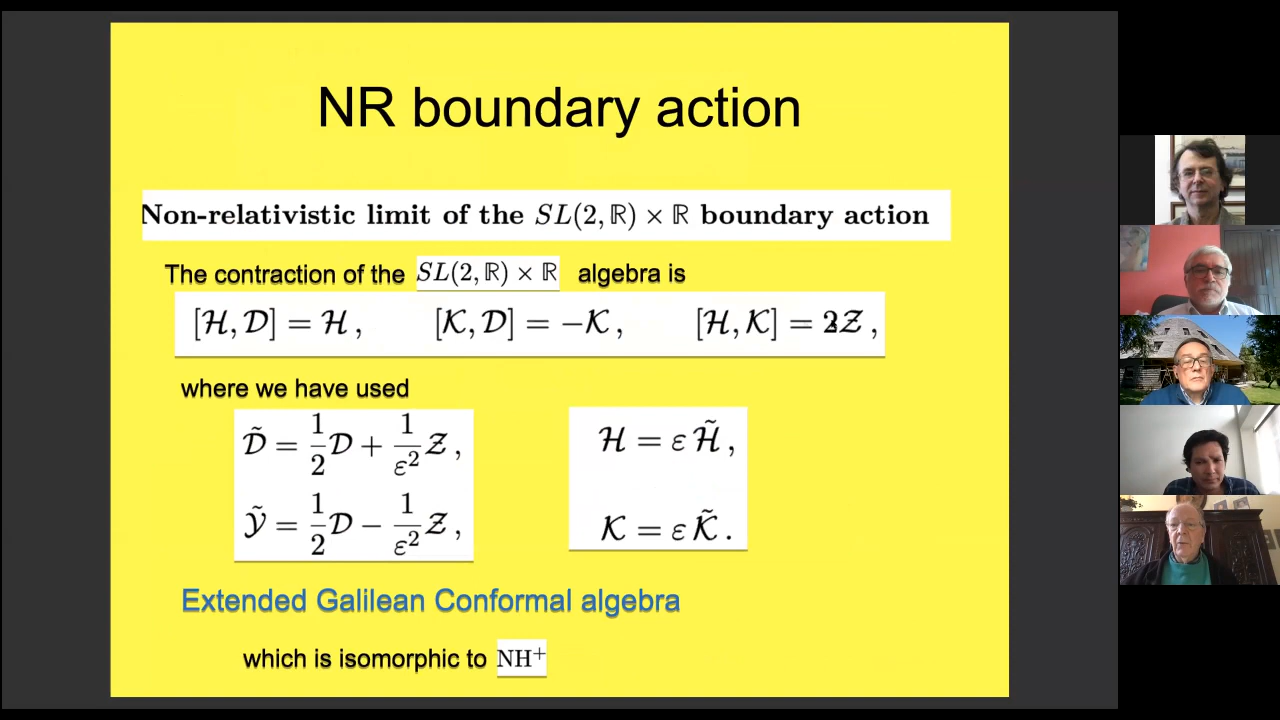 NR boundary action
Non-relativistic limit of the SL(2, ℝ) × ℝ boundary action
The contraction of the SL(2, ℝ) × ℝ algebra is
[ℋ, 𝒟] = ℋ , [𝒦, 𝒟] = −𝒦 , [ℋ, 𝒦] = 𝒵 ,
where we have used
𝒟̃ = 1/2 𝒟 + 1/ε² 𝒵 , ℋ = ε ℋ̃ ,
𝒴̃ = 1/2 𝒟 − 1/ε² 𝒵 , 𝒦 = ε 𝒦̃ .
Extended Galilean Conformal algebra
which is isomorphic to NH⁺